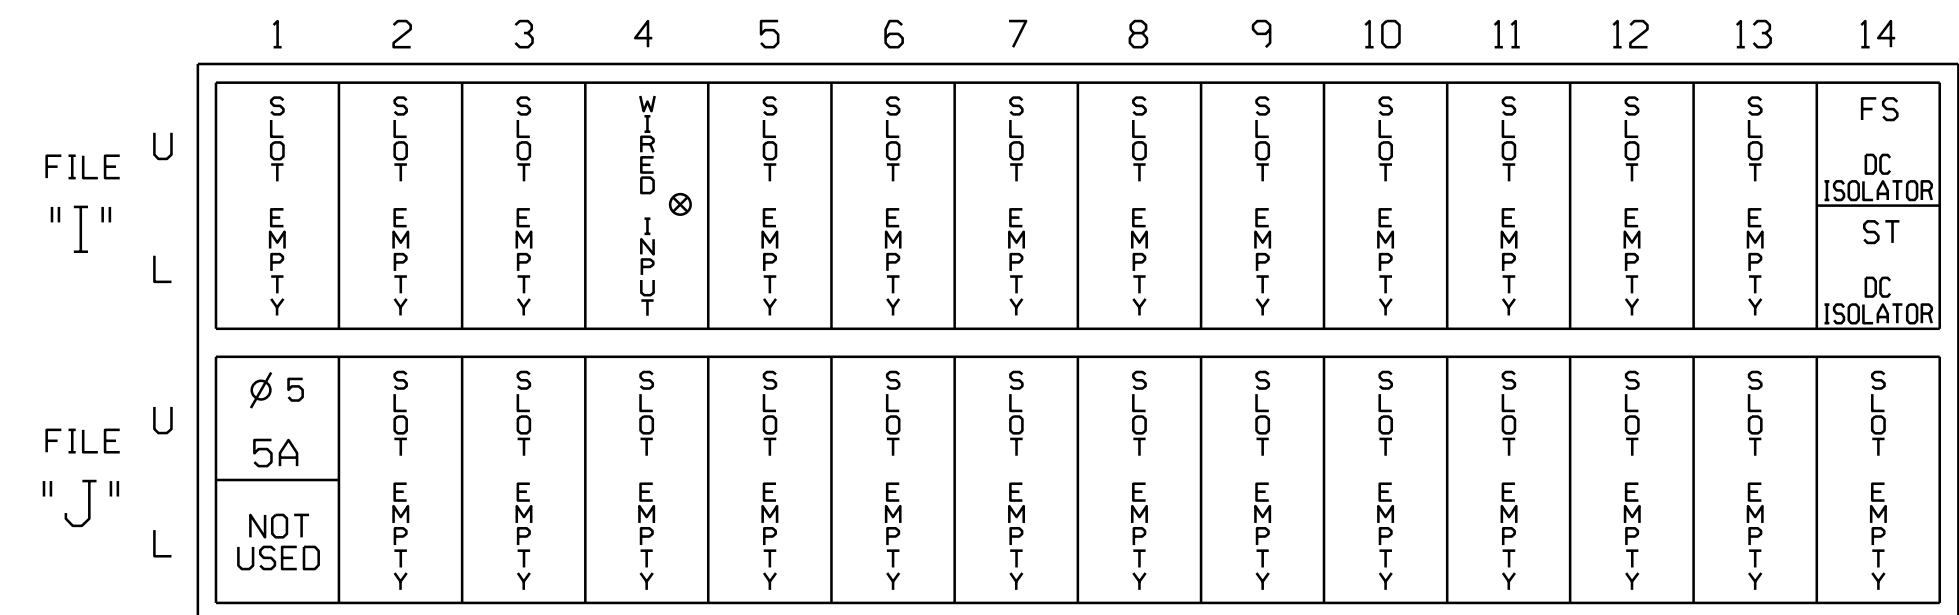 1 2 3 4 5 6 7 8 9 10 11 12 13 14
FILE "I"
U
L
SLOT EMPTY
SLOT EMPTY
SLOT EMPTY
WIRED INPUT ⊗
SLOT EMPTY
SLOT EMPTY
SLOT EMPTY
SLOT EMPTY
SLOT EMPTY
SLOT EMPTY
SLOT EMPTY
SLOT EMPTY
SLOT EMPTY
FS
DC
ISOLATOR
ST
DC
ISOLATOR
FILE "J"
U
L
Ø 5
5A
NOT
USED
SLOT EMPTY
SLOT EMPTY
SLOT EMPTY
SLOT EMPTY
SLOT EMPTY
SLOT EMPTY
SLOT EMPTY
SLOT EMPTY
SLOT EMPTY
SLOT EMPTY
SLOT EMPTY
SLOT EMPTY
SLOT EMPTY